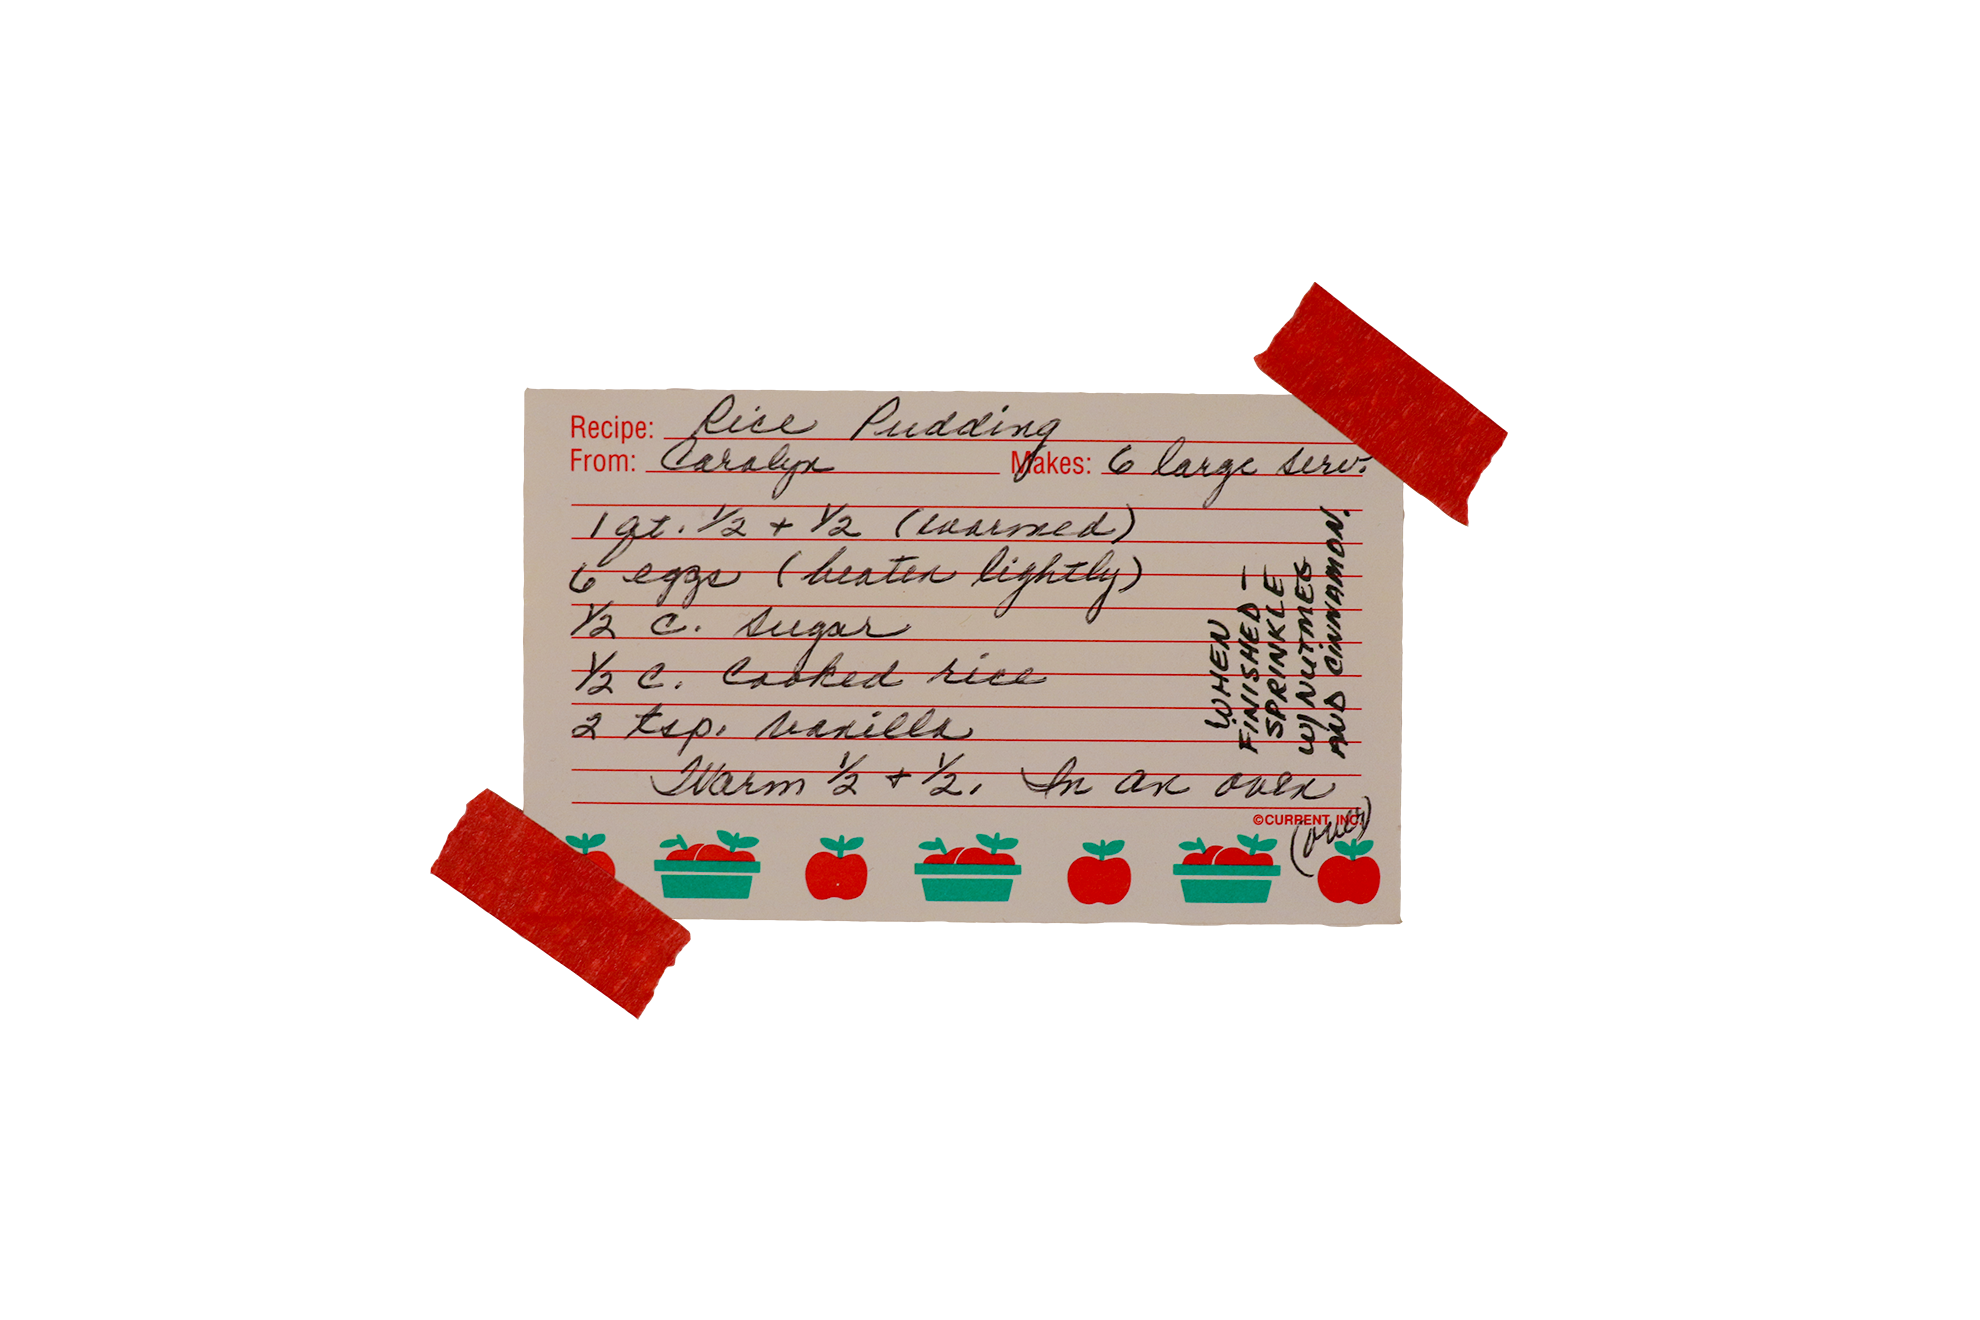 Recipe: Rice Pudding
From: Carolyn Makes: 6 large serv.
1 qt. 1/2 + 1/2 (warmed)
6 eggs (beaten lightly)
1/2 c. sugar
1/2 c. cooked rice
2 tsp. vanilla
Warm 1/2 + 1/2. In an oven
(over)
©CURRENT, INC.
WHEN
FINISHED –
SPRINKLE
W/ NUTMEG
AND CINNAMON.